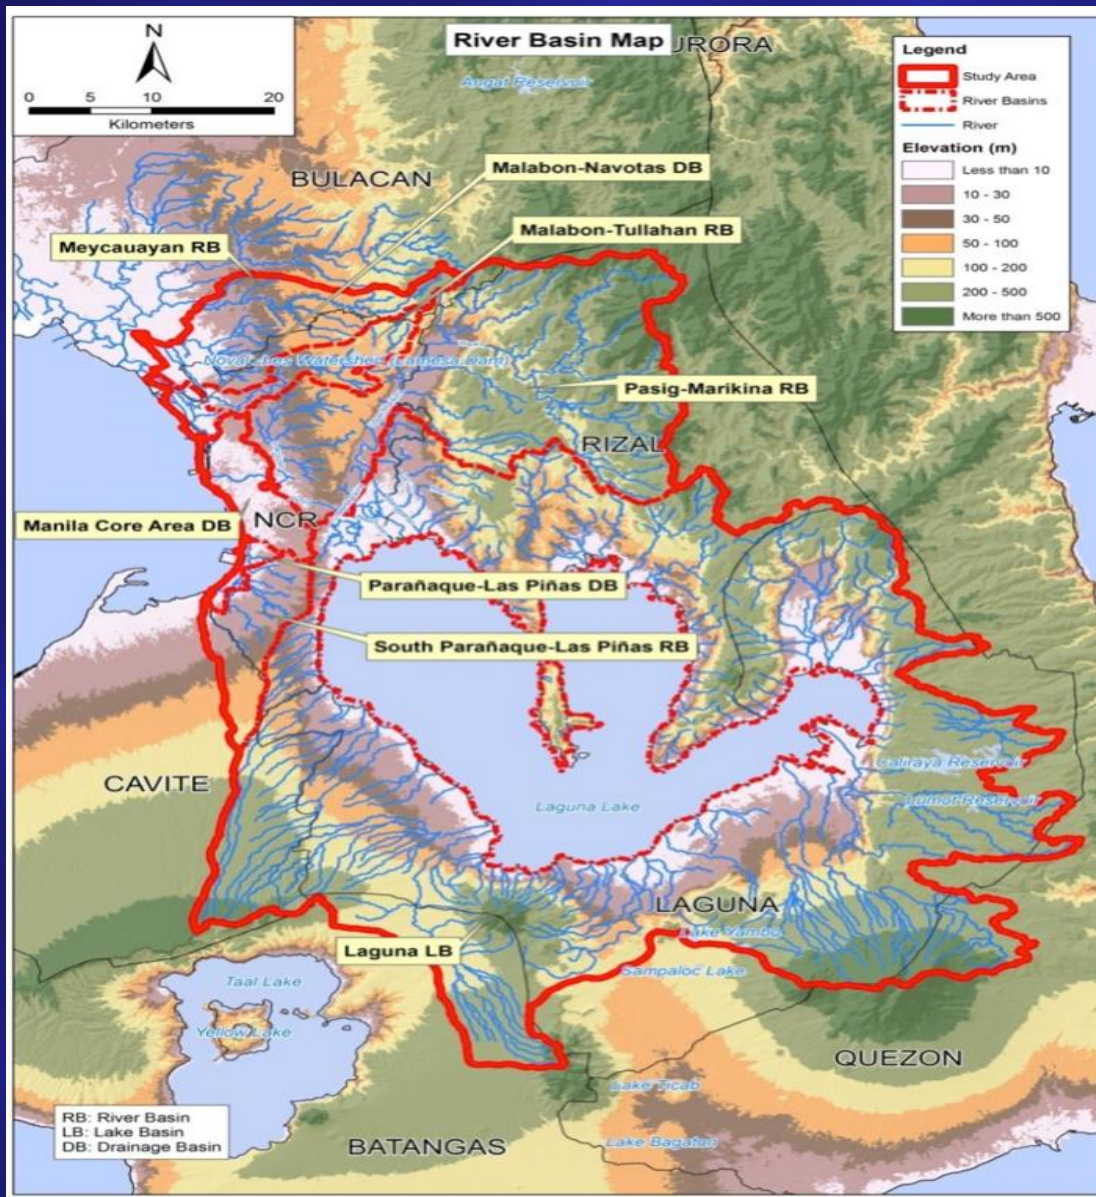 River Basin Map
URORA
N
0 5 10 20
Kilometers
Angat Reservoir
Legend
Study Area
River Basins
River
Elevation (m)
Less than 10
10 - 30
30 - 50
50 - 100
100 - 200
200 - 500
More than 500
Malabon-Navotas DB
BULACAN
Malabon-Tullahan RB
Meycauayan RB
Watershed
Pasig-Marikina RB
RIZAL
Manila Core Area DB
NCR
Parañaque-Las Piñas DB
South Parañaque-Las Piñas RB
CAVITE
Caliraya Reservoir
Lumot Reservoir
Laguna Lake
LAGUNA
Lake Yambo
Laguna LB
Sampaloc Lake
Taal Lake
Yellow Lake
QUEZON
Lake Ticab
RB: River Basin
LB: Lake Basin
DB: Drainage Basin
BATANGAS
Lake